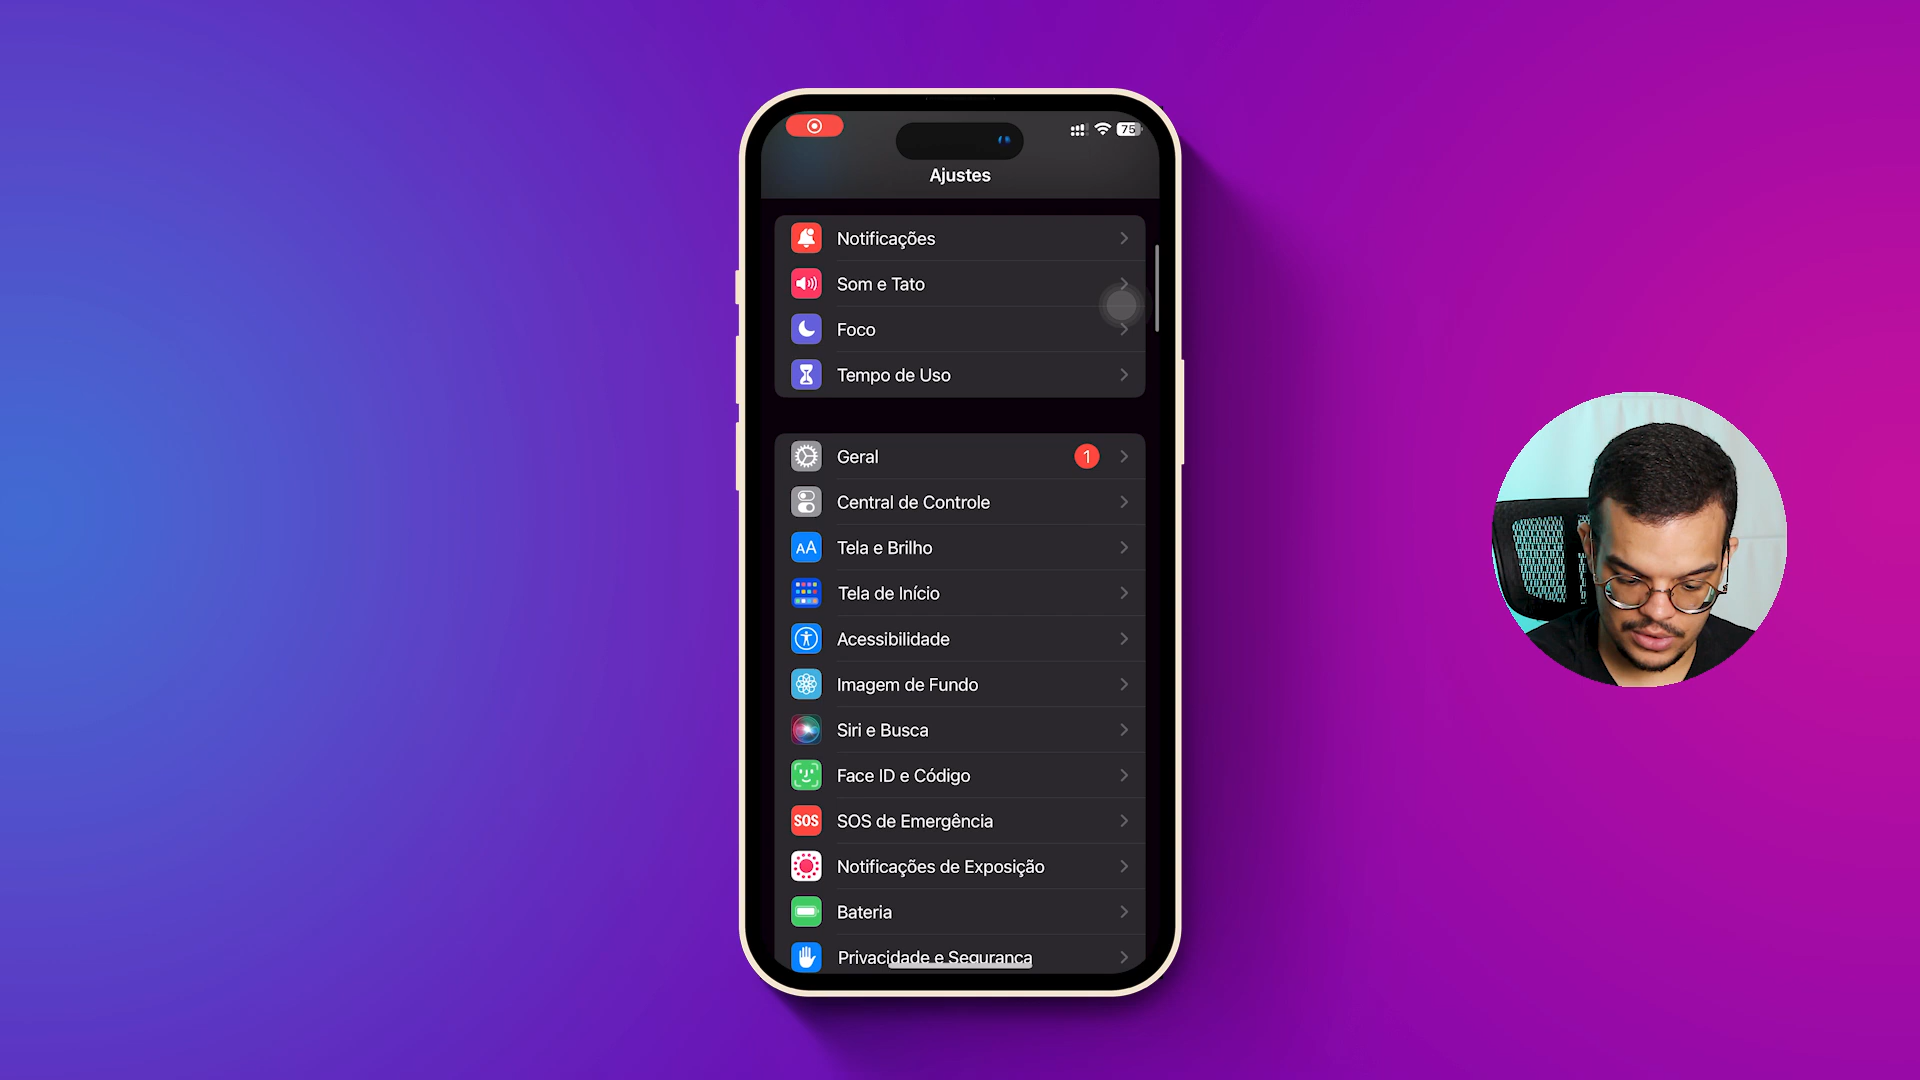 75
Ajustes
Notificações
Som e Tato
Foco
Tempo de Uso
Geral 1
Central de Controle
AA Tela e Brilho
Tela de Início
Acessibilidade
Imagem de Fundo
Siri e Busca
Face ID e Código
SOS SOS de Emergência
Notificações de Exposição
Bateria
Privacidade e Segurança